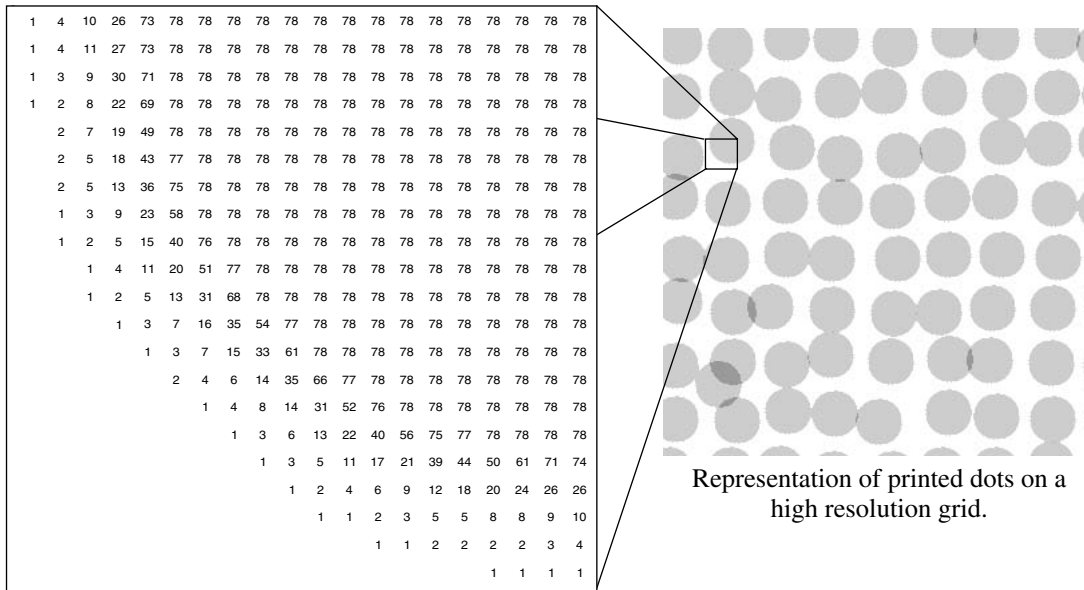 1 4 10 26 73 78 78 78 78 78 78 78 78 78 78 78 78 78 78 78
1 4 11 27 73 78 78 78 78 78 78 78 78 78 78 78 78 78 78 78
1 3 9 30 71 78 78 78 78 78 78 78 78 78 78 78 78 78 78 78
1 2 8 22 69 78 78 78 78 78 78 78 78 78 78 78 78 78 78 78
2 7 19 49 78 78 78 78 78 78 78 78 78 78 78 78 78 78 78
2 5 18 43 77 78 78 78 78 78 78 78 78 78 78 78 78 78 78
2 5 13 36 75 78 78 78 78 78 78 78 78 78 78 78 78 78 78
1 3 9 23 58 78 78 78 78 78 78 78 78 78 78 78 78 78 78
1 2 5 15 40 76 78 78 78 78 78 78 78 78 78 78 78 78 78
1 4 11 20 51 77 78 78 78 78 78 78 78 78 78 78 78 78
1 2 5 13 31 68 78 78 78 78 78 78 78 78 78 78 78 78
1 3 7 16 35 54 77 78 78 78 78 78 78 78 78 78 78
1 3 7 15 33 61 78 78 78 78 78 78 78 78 78 78
2 4 6 14 35 66 77 78 78 78 78 78 78 78 78
1 4 8 14 31 52 76 78 78 78 78 78 78 78
1 3 6 13 22 40 56 75 77 78 78 78 78
1 3 5 11 17 21 39 44 50 61 71 74
1 2 4 6 9 12 18 20 24 26 26
1 1 2 3 5 5 8 8 9 10
1 1 2 2 2 2 3 4
1 1 1 1
Representation of printed dots on a
high resolution grid.